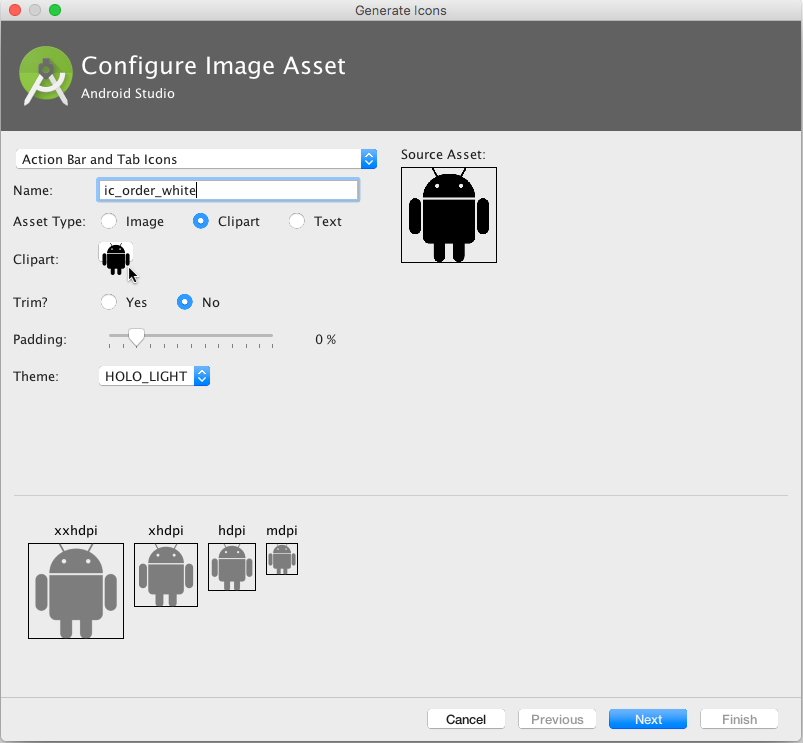 Generate Icons
Configure Image Asset
Android Studio
Action Bar and Tab Icons
Source Asset:
Name: ic_order_white
Asset Type: Image Clipart Text
Clipart:
Trim? Yes No
Padding: 0 %
Theme: HOLO_LIGHT
xxhdpi xhdpi hdpi mdpi
Cancel Previous Next Finish